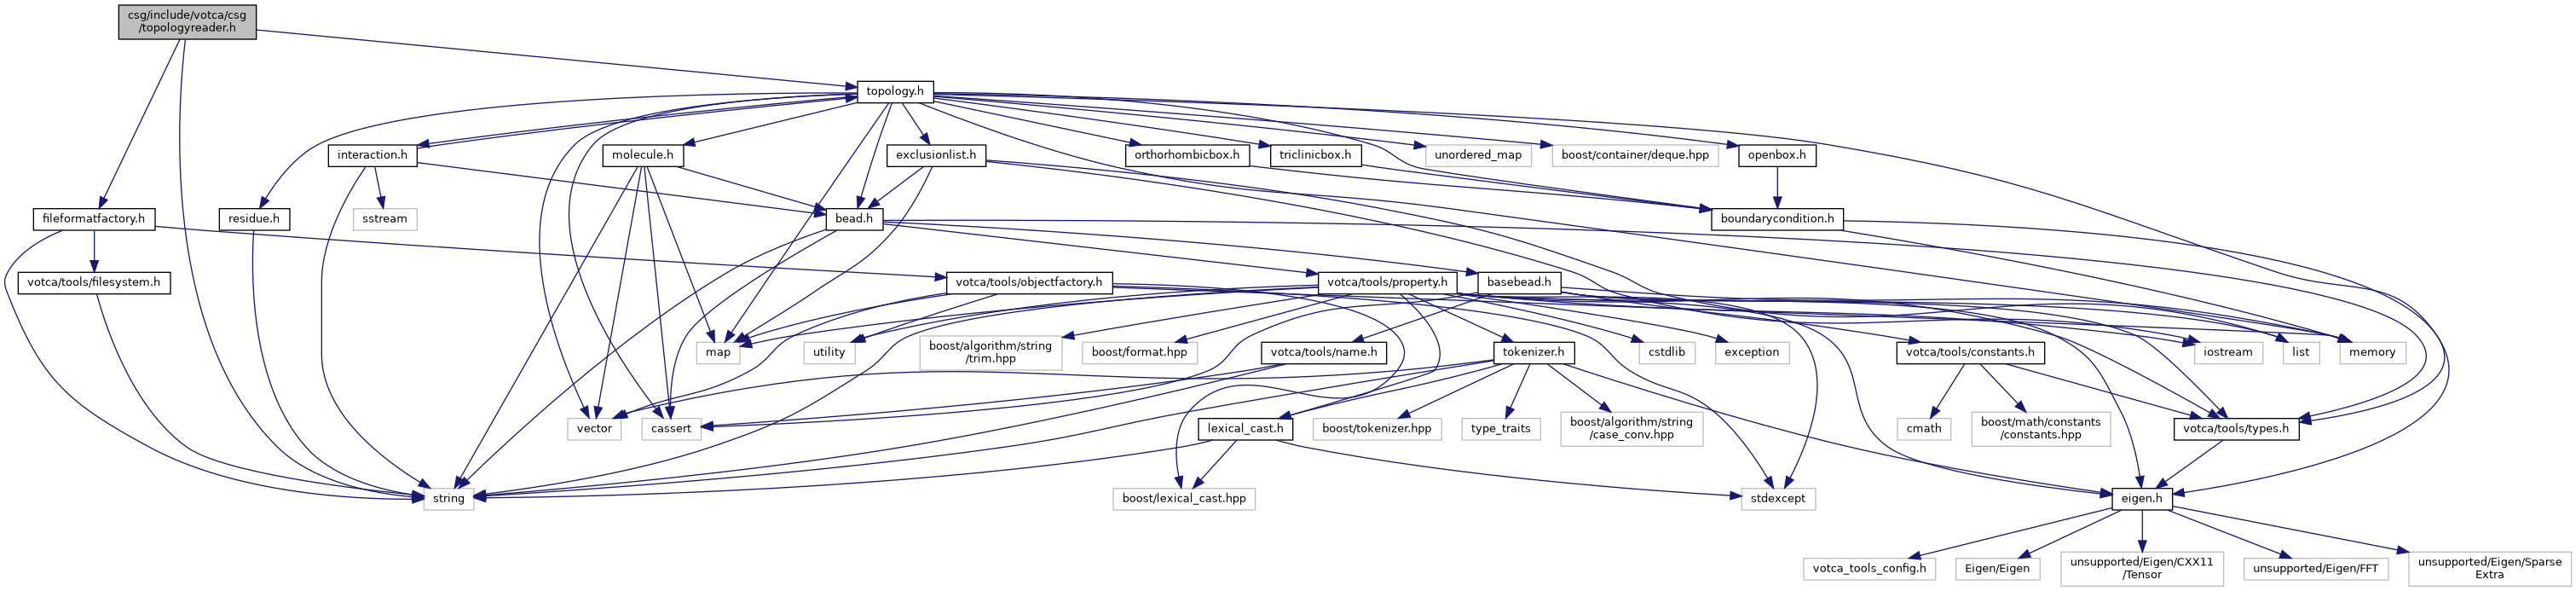 csg/include/votca/csg
/topologyreader.h
topology.h
interaction.h
molecule.h
exclusionlist.h
orthorhombicbox.h
triclinicbox.h
unordered_map
boost/container/deque.hpp
openbox.h
fileformatfactory.h
residue.h
sstream
bead.h
boundarycondition.h
votca/tools/filesystem.h
votca/tools/objectfactory.h
votca/tools/property.h
basebead.h
map
utility
boost/algorithm/string
/trim.hpp
boost/format.hpp
votca/tools/name.h
tokenizer.h
cstdlib
exception
votca/tools/constants.h
iostream
list
memory
vector
cassert
lexical_cast.h
boost/tokenizer.hpp
type_traits
boost/algorithm/string
/case_conv.hpp
cmath
boost/math/constants
/constants.hpp
votca/tools/types.h
string
boost/lexical_cast.hpp
stdexcept
eigen.h
votca_tools_config.h
Eigen/Eigen
unsupported/Eigen/CXX11
/Tensor
unsupported/Eigen/FFT
unsupported/Eigen/Sparse
Extra